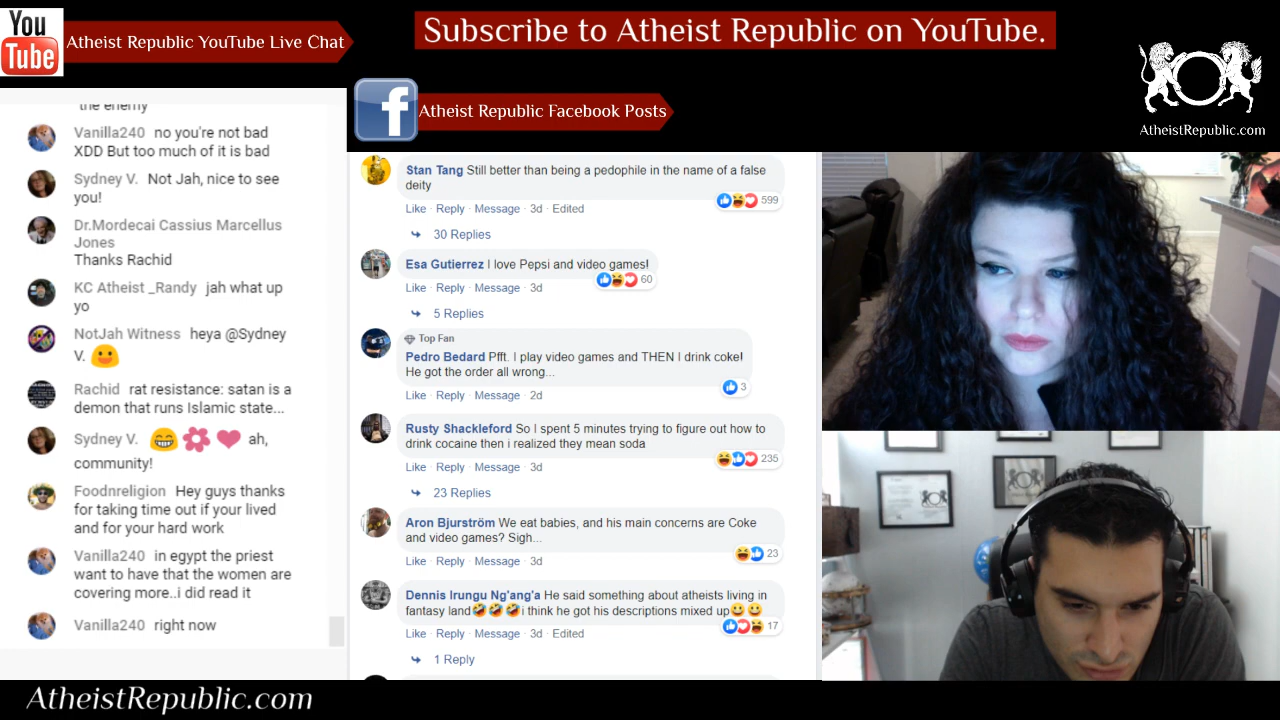 You
Tube
Atheist Republic YouTube Live Chat
Subscribe to Atheist Republic on YouTube.
AtheistRepublic.com
f
Atheist Republic Facebook Posts
the enemy
Vanilla240 no you're not bad
XDD But too much of it is bad
Sydney V. Not Jah, nice to see
you!
Dr.Mordecai Cassius Marcellus
Jones
Thanks Rachid
KC Atheist _Randy jah what up
yo
NotJah Witness heya @Sydney
V. 😃
Rachid rat resistance: satan is a
demon that runs Islamic state...
Sydney V. 😁🌸❤ ah,
community!
Foodnreligion Hey guys thanks
for taking time out if your lived
and for your hard work
Vanilla240 in egypt the priest
want to have that the women are
covering more..i did read it
Vanilla240 right now
Stan Tang Still better than being a pedophile in the name of a false
deity
599
Like · Reply · Message · 3d · Edited
30 Replies
Esa Gutierrez I love Pepsi and video games!
60
Like · Reply · Message · 3d
5 Replies
Top Fan
Pedro Bedard Pfft. I play video games and THEN I drink coke!
He got the order all wrong...
3
Like · Reply · Message · 2d
Rusty Shackleford So I spent 5 minutes trying to figure out how to
drink cocaine then i realized they mean soda
235
Like · Reply · Message · 3d
23 Replies
Aron Bjurström We eat babies, and his main concerns are Coke
and video games? Sigh...
23
Like · Reply · Message · 3d
Dennis Irungu Ng'ang'a He said something about atheists living in
fantasy land🤣🤣🤣i think he got his descriptions mixed up😀😀
17
Like · Reply · Message · 3d · Edited
1 Reply
AtheistRepublic.com